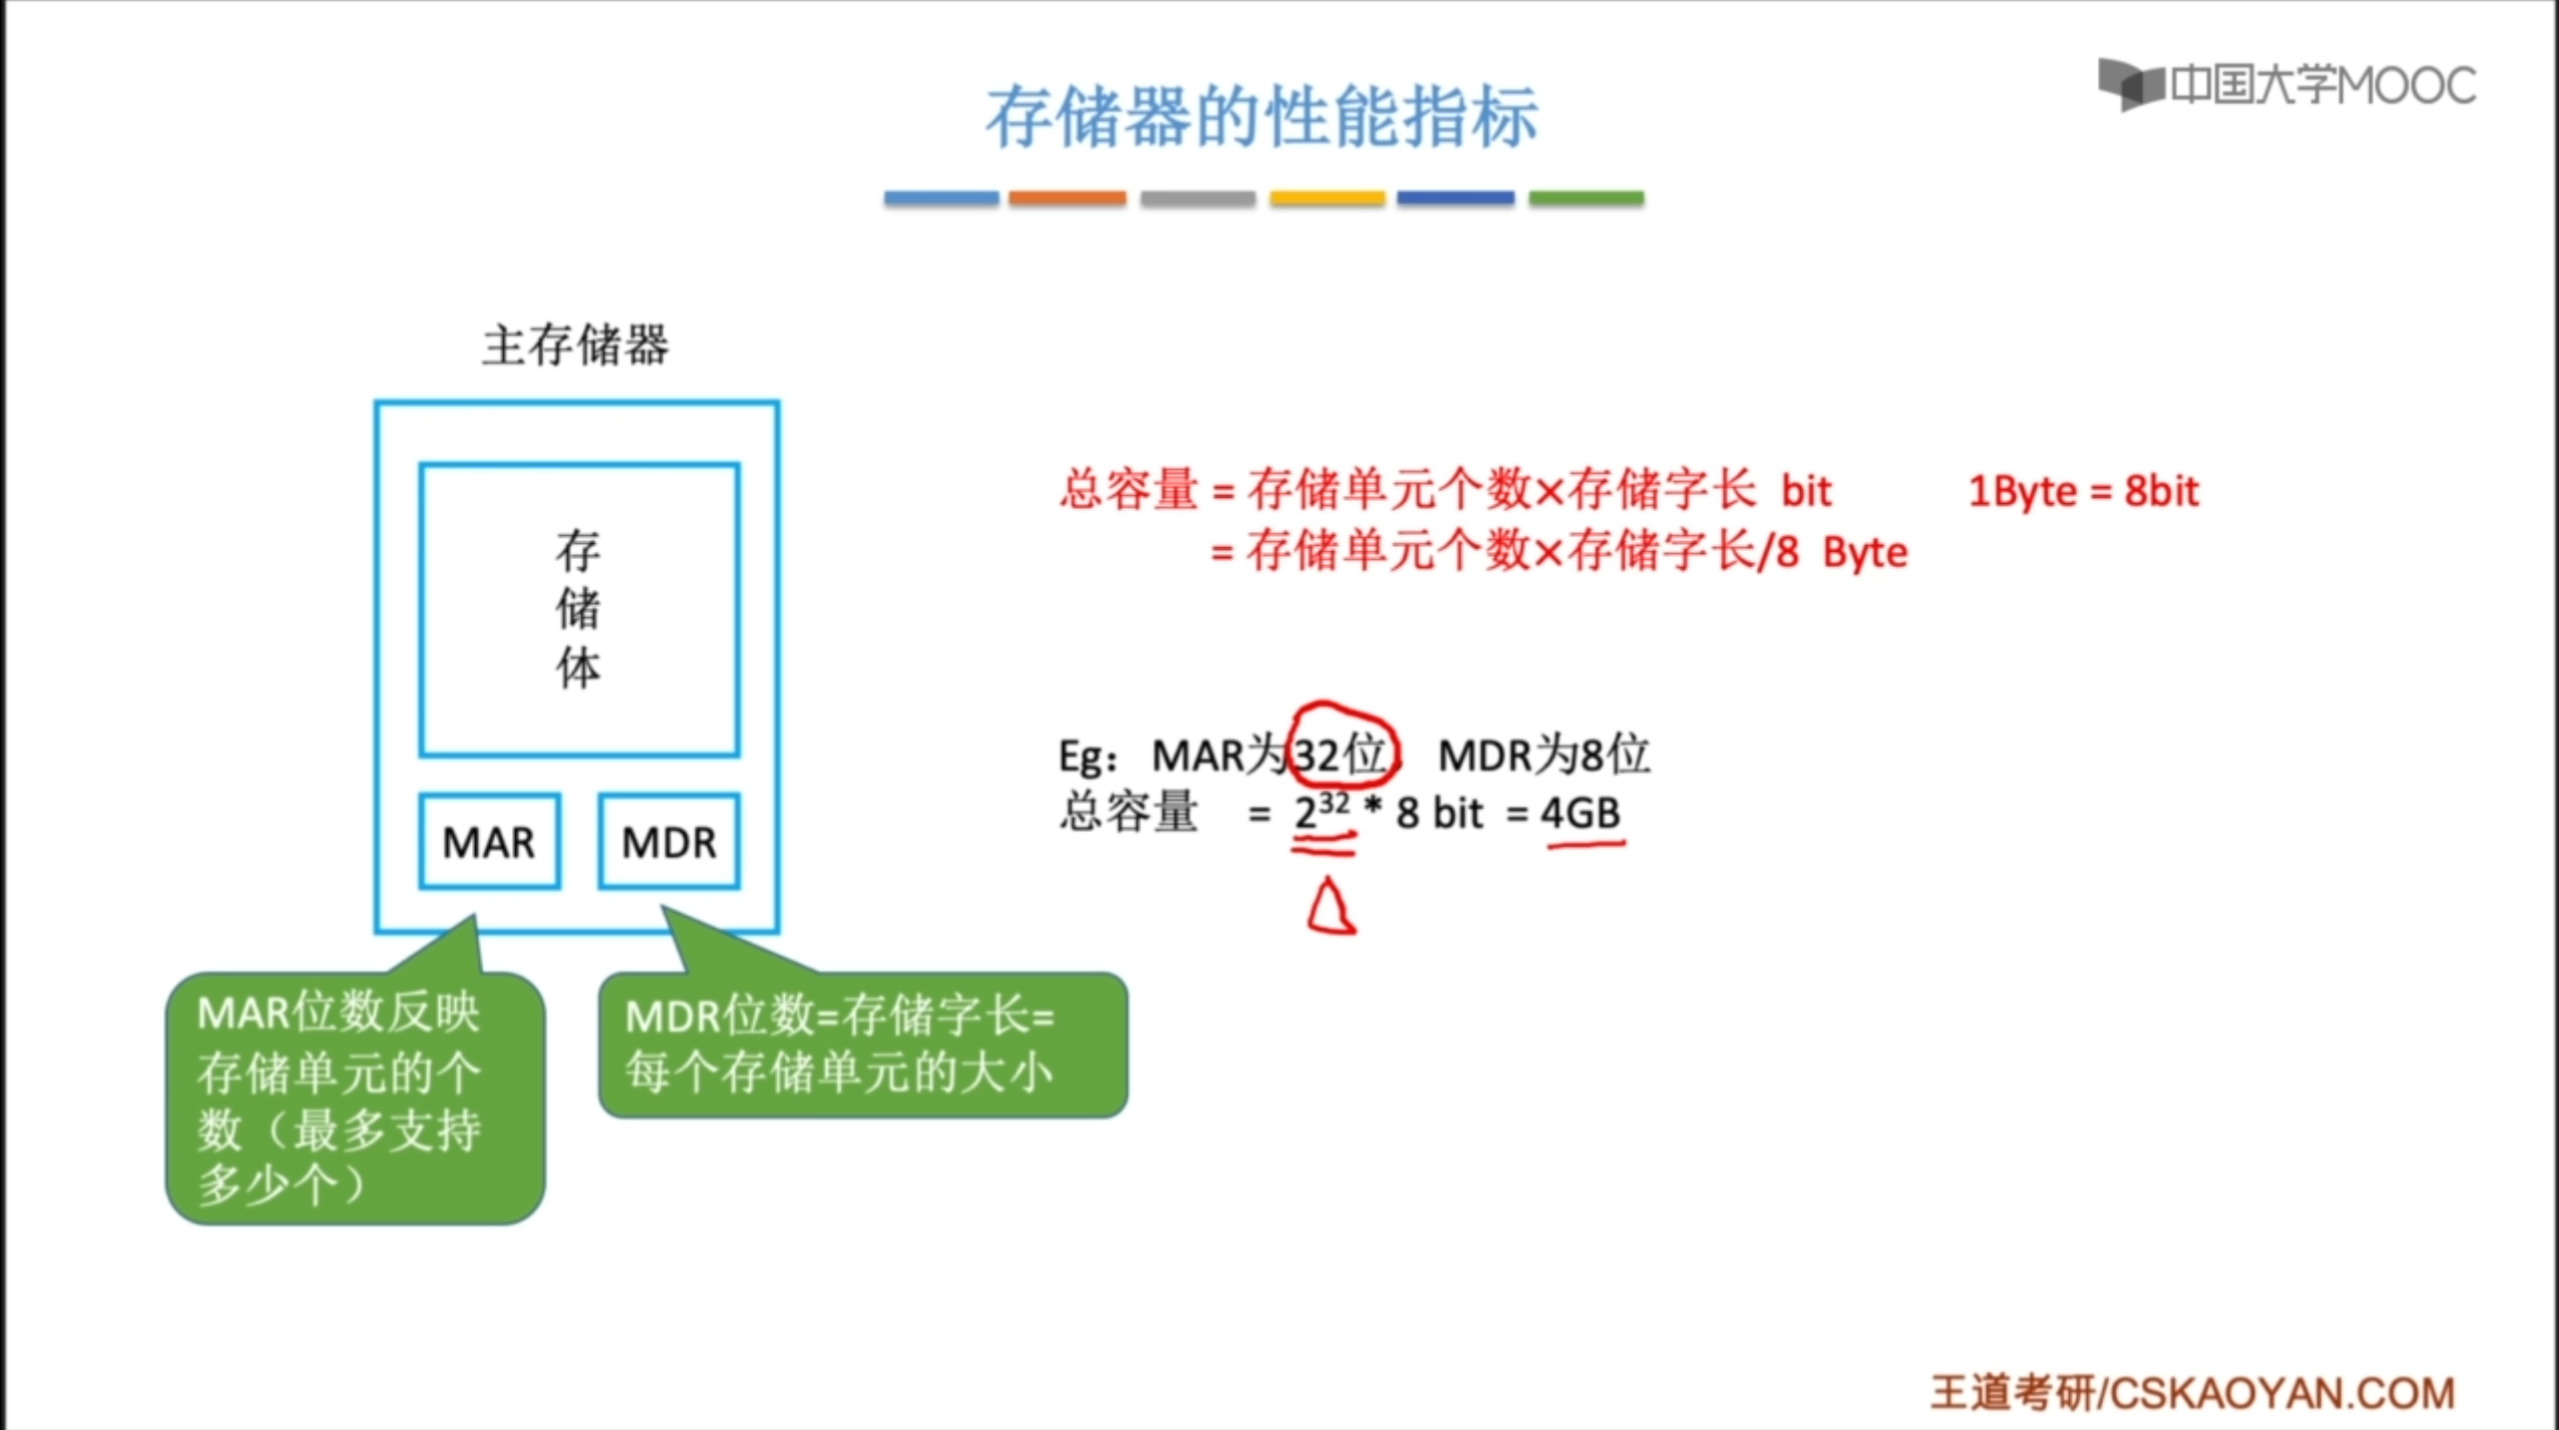 中国大学MOOC
存储器的性能指标
主存储器
存
储
体
MAR
MDR
MAR位数反映
存储单元的个
数（最多支持
多少个）
MDR位数=存储字长=
每个存储单元的大小
总容量 = 存储单元个数×存储字长 bit 1Byte = 8bit
= 存储单元个数×存储字长/8 Byte
Eg： MAR为32位， MDR为8位
总容量 = 2³² * 8 bit = 4GB
王道考研/CSKAOYAN.COM